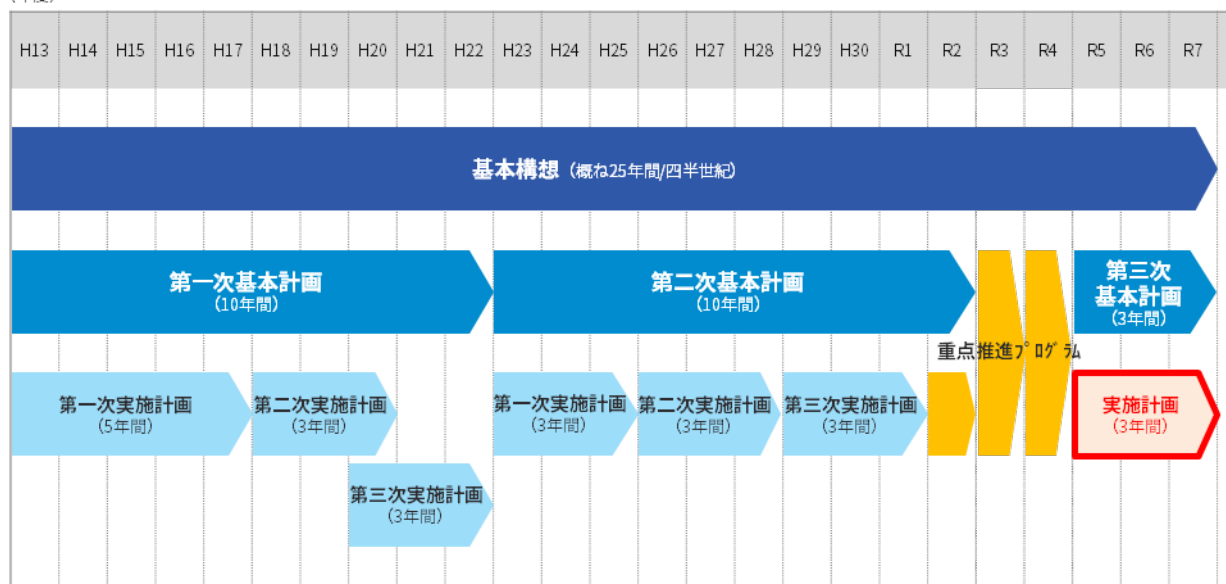 H13 H14 H15 H16 H17 H18 H19 H20 H21 H22 H23 H24 H25 H26 H27 H28 H29 H30 R1 R2 R3 R4 R5 R6 R7
基本構想（概ね25年間/四半世紀）
第一次基本計画
（10年間）
第二次基本計画
（10年間）
第三次
基本計画
（3年間）
重点推進ﾌﾟﾛｸﾞﾗﾑ
第一次実施計画
（5年間）
第二次実施計画
（3年間）
第一次実施計画
（3年間）
第二次実施計画
（3年間）
第三次実施計画
（3年間）
実施計画
（3年間）
第三次実施計画
（3年間）